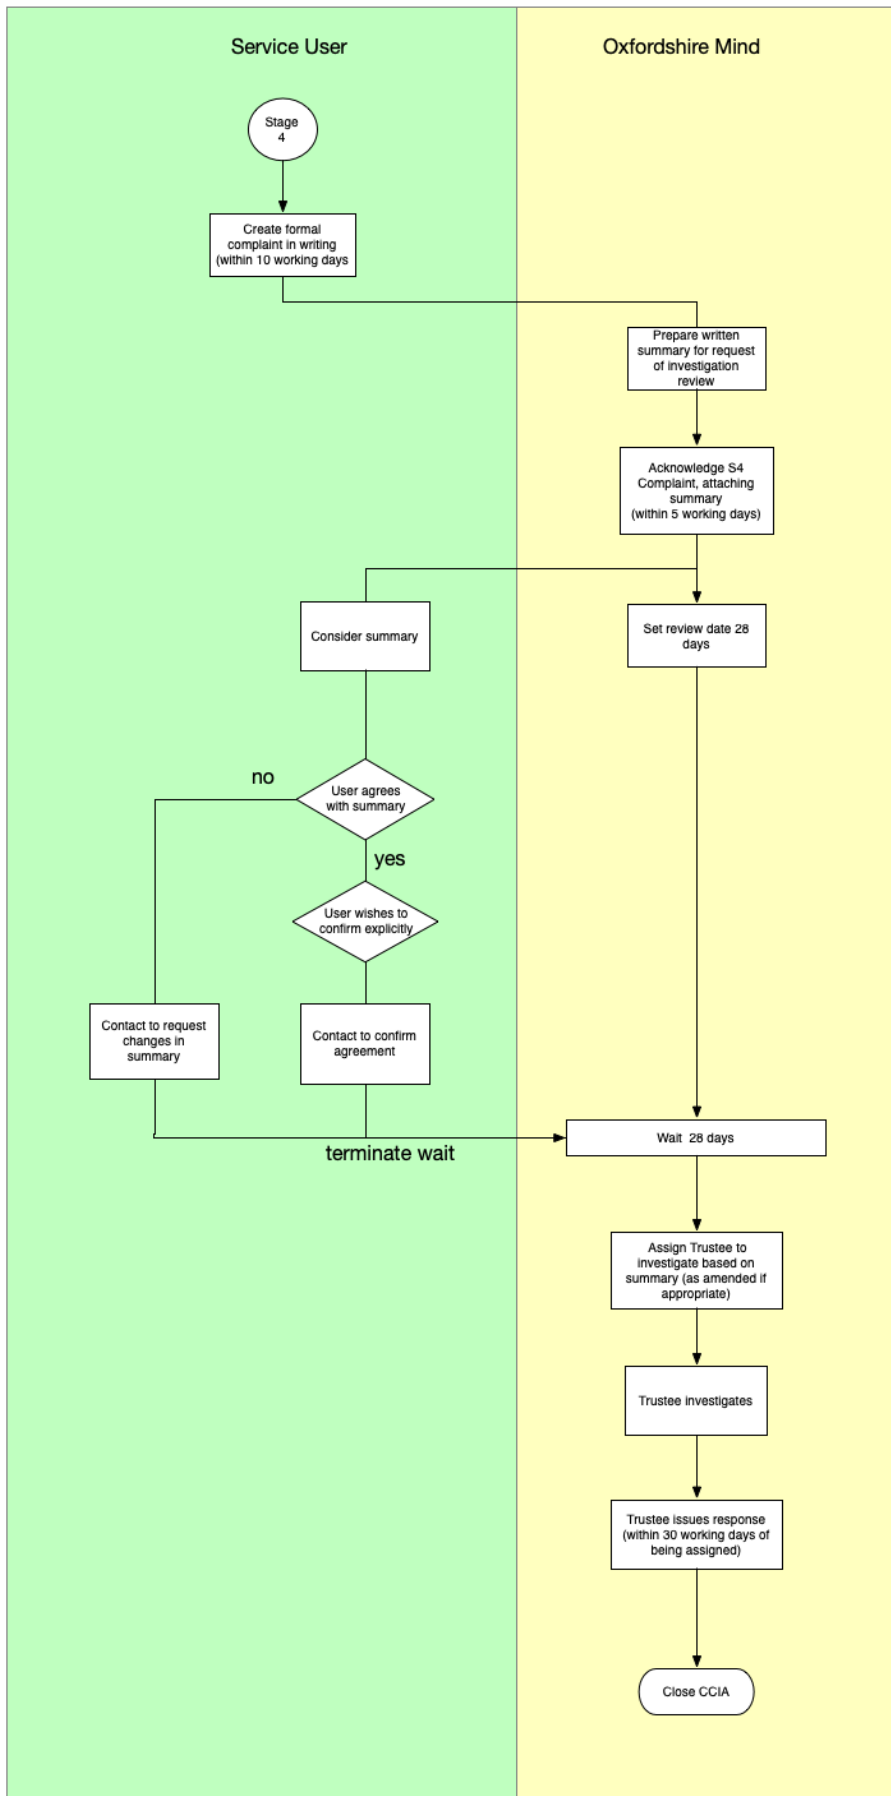 Service User
Oxfordshire Mind
Stage
4
Create formal
complaint in writing
(within 10 working days
Prepare written
summary for request
of investigation
review
Acknowledge S4
Complaint, attaching
summary
(within 5 working days)
Consider summary
Set review date 28
days
no
User agrees
with summary
yes
User wishes to
confirm explicitly
Contact to request
changes in
summary
Contact to confirm
agreement
Wait  28 days
terminate wait
Assign Trustee to
investigate based on
summary (as amended if
appropriate)
Trustee investigates
Trustee issues response
(within 30 working days of
being assigned)
Close CCIA